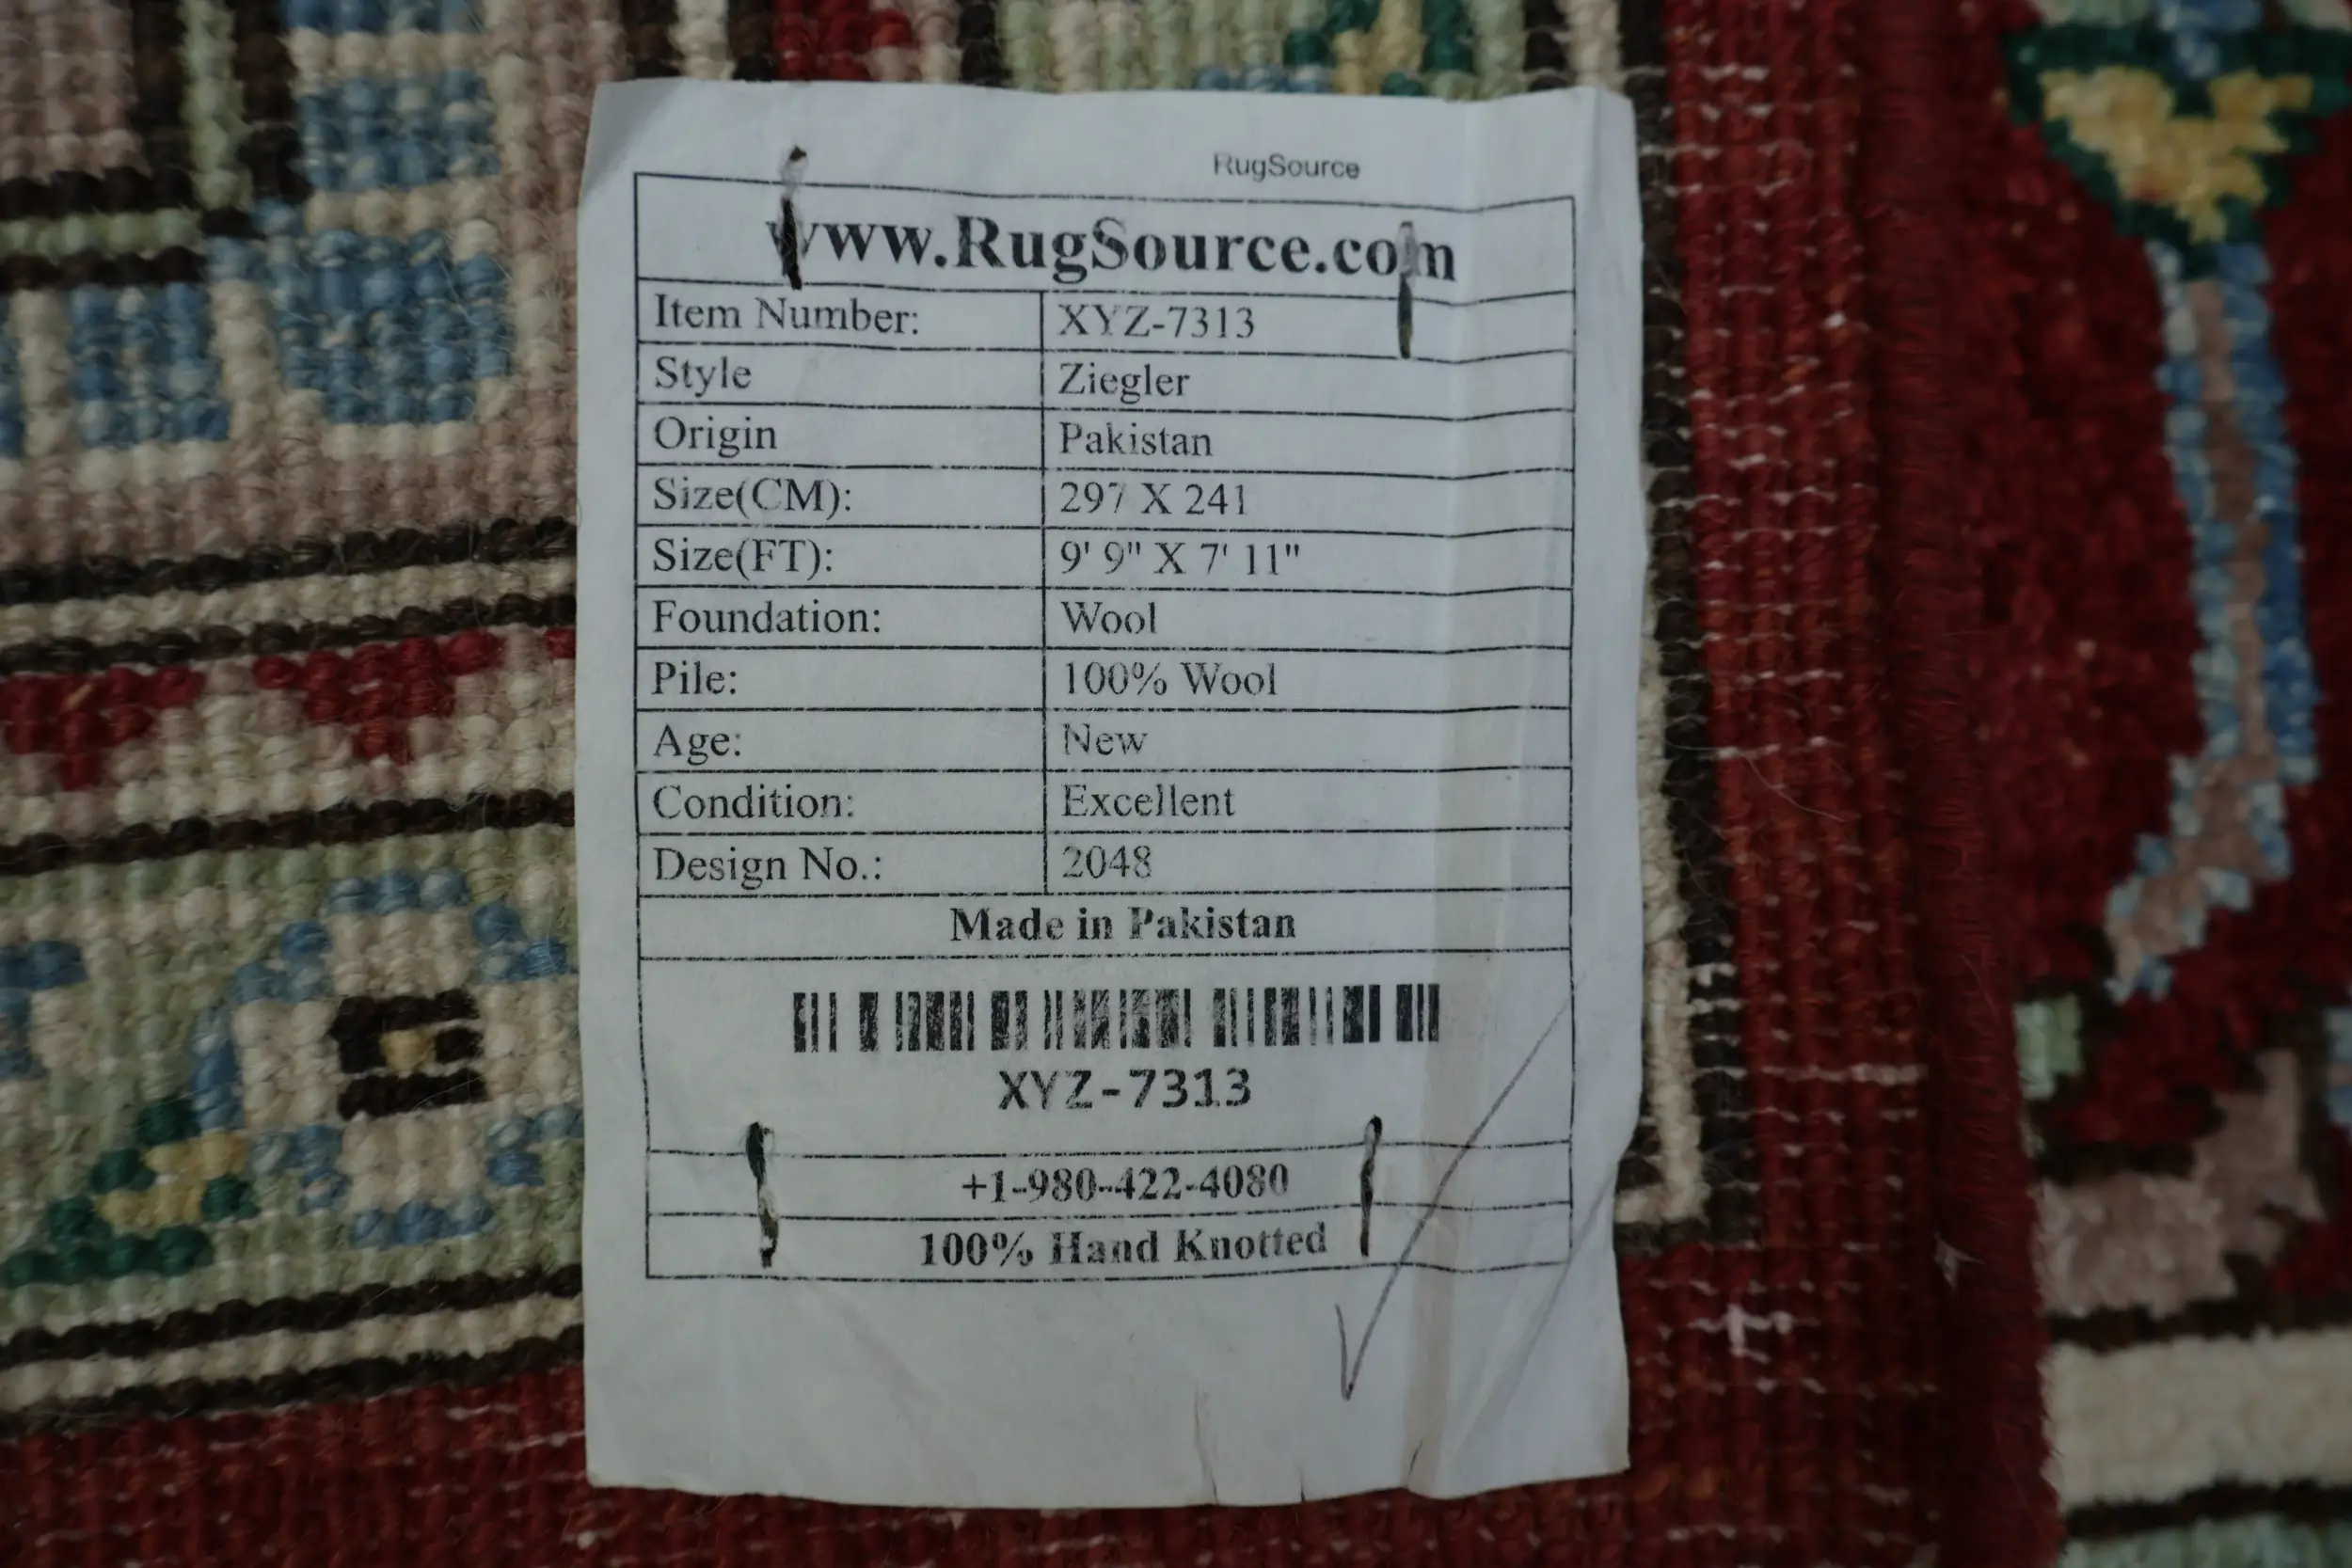 RugSource
www.RugSource.com
Item Number: XYZ-7313
Style Ziegler
Origin Pakistan
Size(CM): 297 X 241
Size(FT): 9' 9" X 7' 11"
Foundation: Wool
Pile: 100% Wool
Age: New
Condition: Excellent
Design No.: 2048
Made in Pakistan
XYZ-7313
+1-980-422-4080
100% Hand Knotted